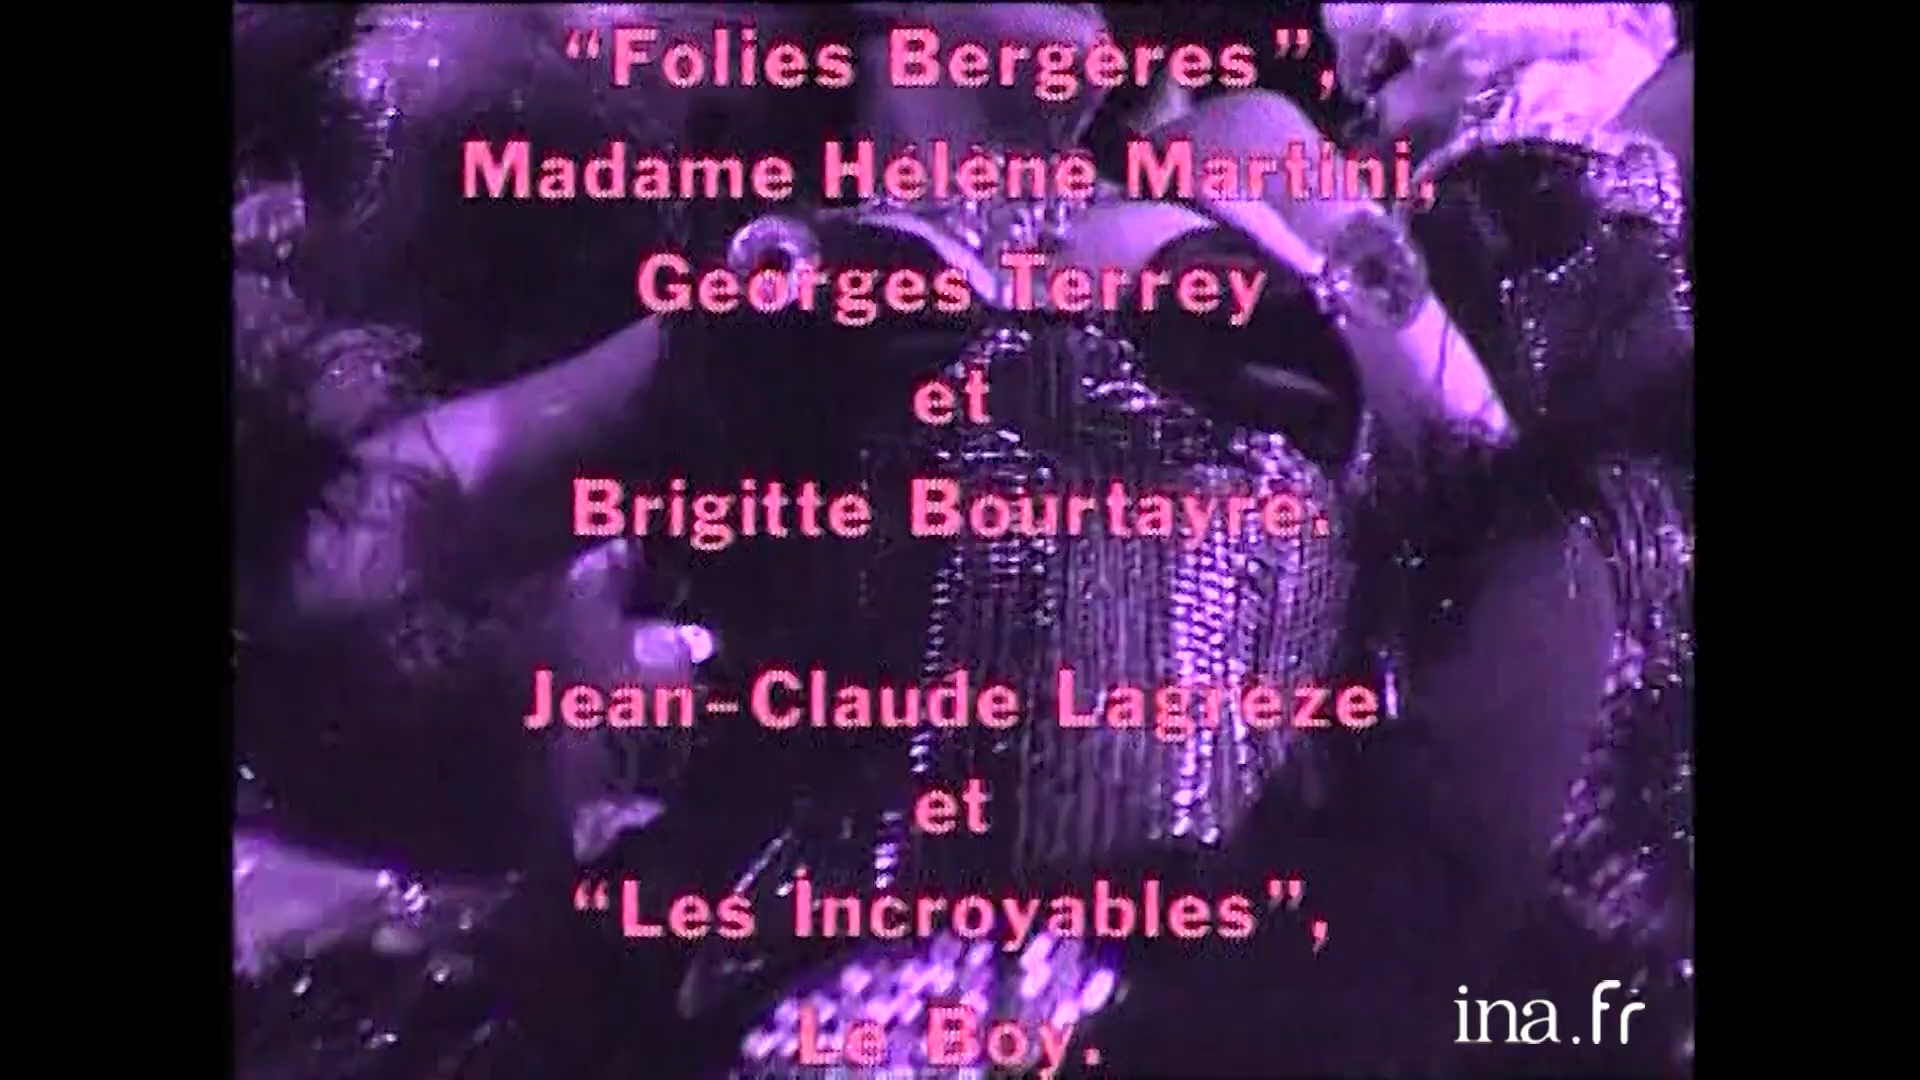 “Folies Bergères”,
Madame Hélène Martini,
Georges Terrey
et
Brigitte Bourtayre.
Jean-Claude Lagrèze
et
“Les Incroyables”,
Le Boy.
ina.fr